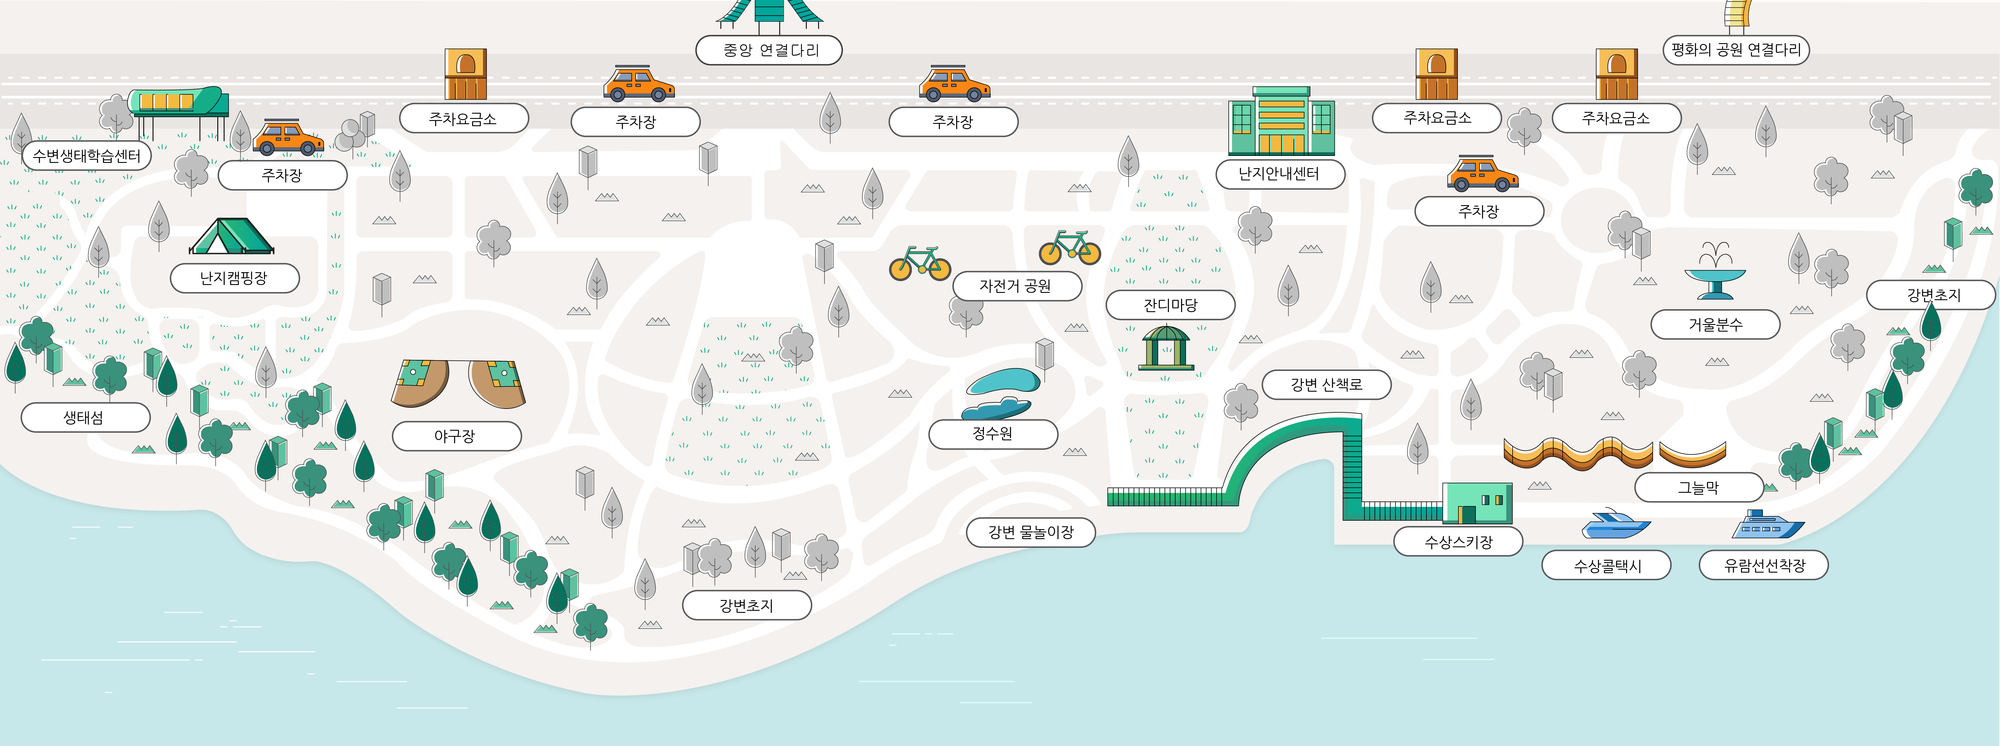 중앙 연결다리
평화의 공원 연결다리
주차요금소
주차장
주차장
주차요금소
주차요금소
수변생태학습센터
주차장
난지안내센터
주차장
난지캠핑장
자전거 공원
잔디마당
강변초지
거울분수
강변 산책로
생태섬
야구장
정수원
그늘막
강변 물놀이장
수상스키장
수상콜택시
유람선선착장
강변초지